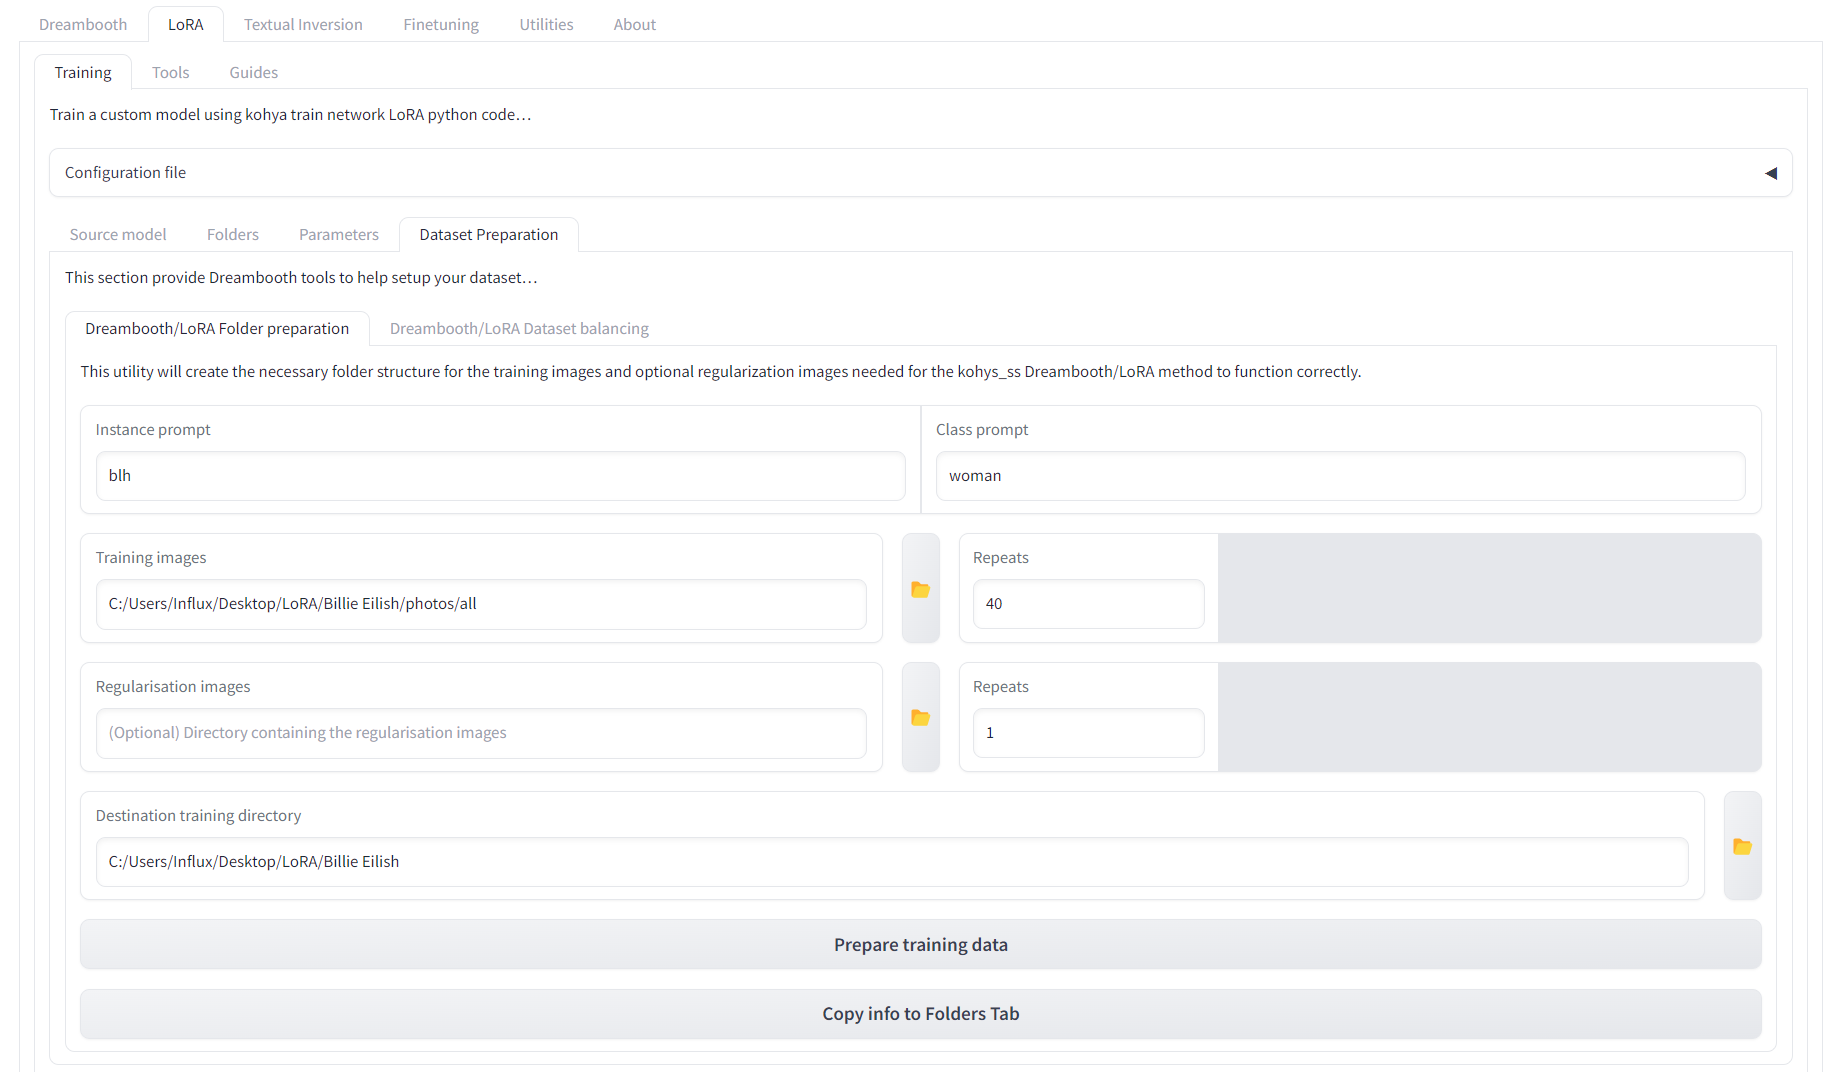 Dreambooth LoRA Textual Inversion Finetuning Utilities About
Training Tools Guides
Train a custom model using kohya train network LoRA python code...
Configuration file
Source model Folders Parameters Dataset Preparation
This section provide Dreambooth tools to help setup your dataset...
Dreambooth/LoRA Folder preparation Dreambooth/LoRA Dataset balancing
This utility will create the necessary folder structure for the training images and optional regularization images needed for the kohys_ss Dreambooth/LoRA method to function correctly.
Instance prompt Class prompt
blh woman
Training images Repeats
C:/Users/Influx/Desktop/LoRA/Billie Eilish/photos/all 40
Regularisation images Repeats
(Optional) Directory containing the regularisation images 1
Destination training directory
C:/Users/Influx/Desktop/LoRA/Billie Eilish
Prepare training data
Copy info to Folders Tab